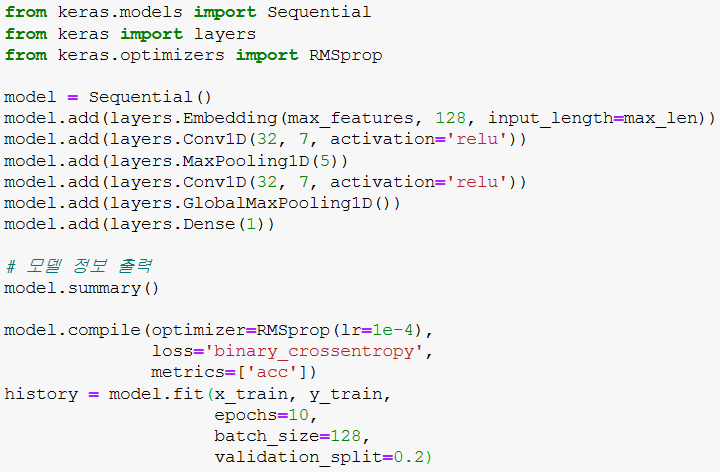 from keras.models import Sequential
from keras import layers
from keras.optimizers import RMSprop

model = Sequential()
model.add(layers.Embedding(max_features, 128, input_length=max_len))
model.add(layers.Conv1D(32, 7, activation='relu'))
model.add(layers.MaxPooling1D(5))
model.add(layers.Conv1D(32, 7, activation='relu'))
model.add(layers.GlobalMaxPooling1D())
model.add(layers.Dense(1))

# 모델 정보 출력
model.summary()

model.compile(optimizer=RMSprop(lr=1e-4),
              loss='binary_crossentropy',
              metrics=['acc'])
history = model.fit(x_train, y_train,
                    epochs=10,
                    batch_size=128,
                    validation_split=0.2)